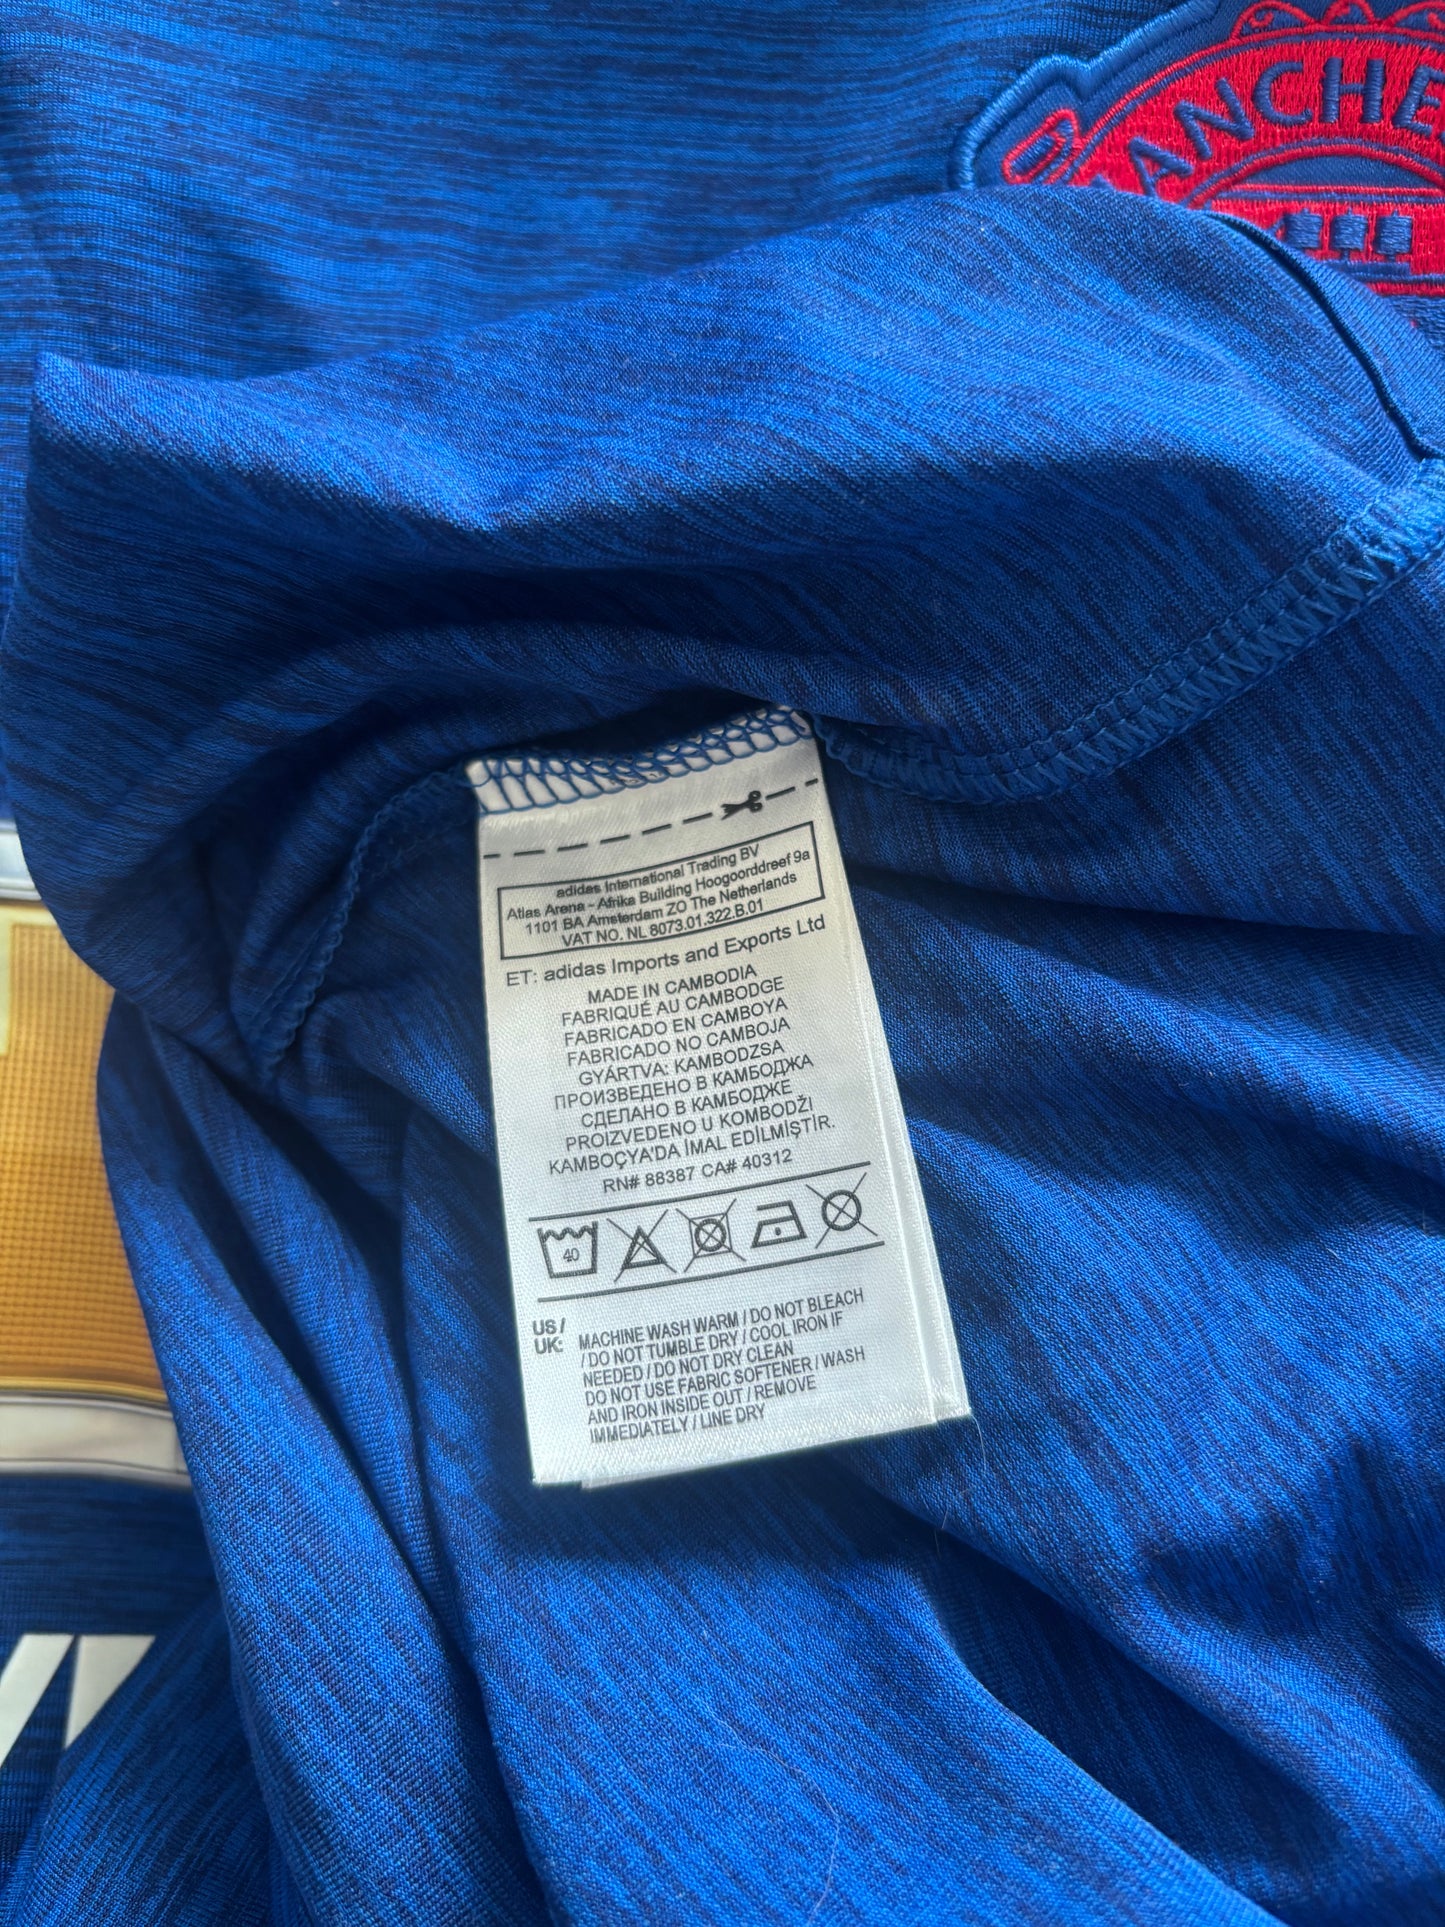 MANCHE
adidas International Trading BV
Atlas Arena - Afrika Building Hoogoorddreef 9a
1101 BA Amsterdam ZO The Netherlands
VAT NO. NL 8073.01.322.B.01
ET: adidas Imports and Exports Ltd
MADE IN CAMBODIA
FABRIQUÉ AU CAMBODGE
FABRICADO EN CAMBOYA
FABRICADO NO CAMBOJA
GYÁRTVA: KAMBODZSA
ПРОИЗВЕДЕНО В КАМБОДЖА
СДЕЛАНО В КАМБОДЖЕ
PROIZVEDENO U KOMBODŽI
KAMBOÇYA'DA İMAL EDİLMİŞTİR.
RN# 88387 CA# 40312
40
US / UK: MACHINE WASH WARM / DO NOT BLEACH
/ DO NOT TUMBLE DRY / COOL IRON IF
NEEDED / DO NOT DRY CLEAN
DO NOT USE FABRIC SOFTENER / WASH
AND IRON INSIDE OUT / REMOVE
IMMEDIATELY / LINE DRY